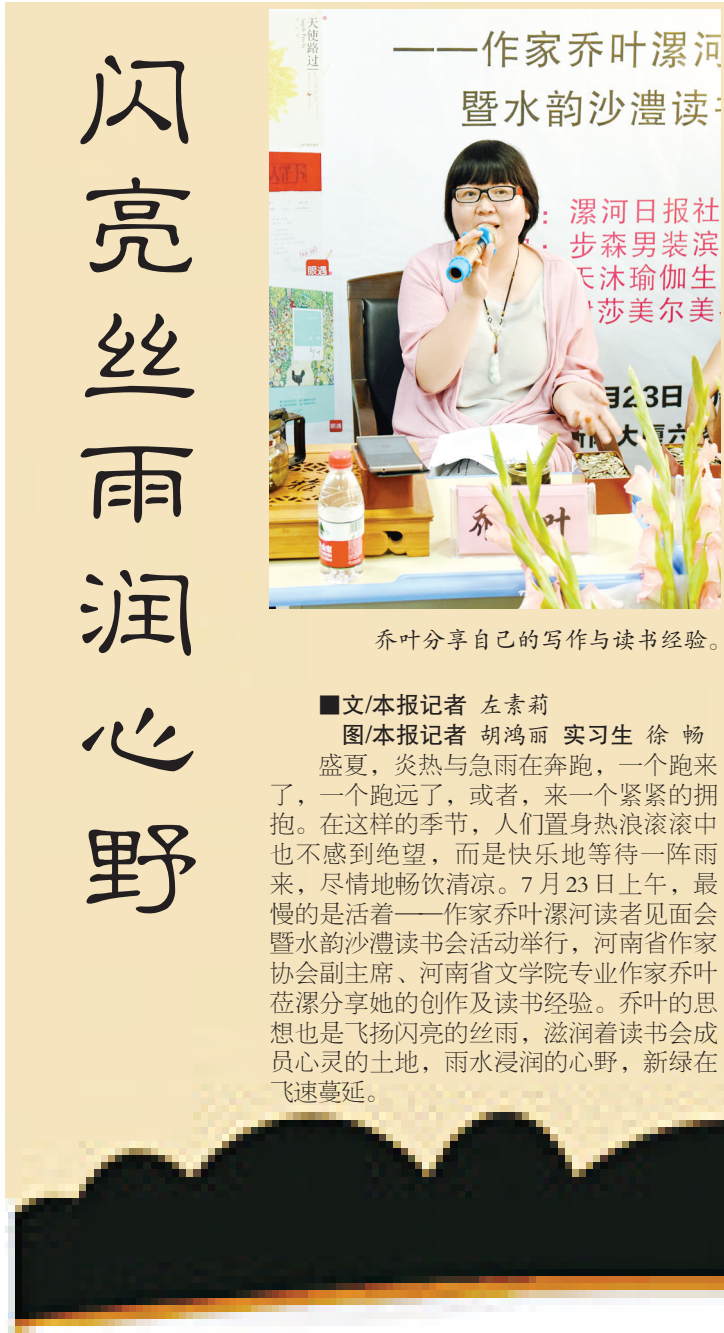 闪亮丝雨润心野
天使路过
——作家乔叶漯河
暨水韵沙澧读
漯河日报社
步森男装滨
天沐瑜伽生
莎美尔美
月23日
大厦六
眼遇
眼遇
乔叶
乔叶分享自己的写作与读书经验。
■文/本报记者 左素莉
图/本报记者 胡鸿丽 实习生 徐 畅
盛夏，炎热与急雨在奔跑，一个跑来
了，一个跑远了，或者，来一个紧紧的拥
抱。在这样的季节，人们置身热浪滚滚中
也不感到绝望，而是快乐地等待一阵雨
来，尽情地畅饮清凉。7月23日上午，最
慢的是活着——作家乔叶漯河读者见面会
暨水韵沙澧读书会活动举行，河南省作家
协会副主席、河南省文学院专业作家乔叶
莅漯分享她的创作及读书经验。乔叶的思
想也是飞扬闪亮的丝雨，滋润着读书会成
员心灵的土地，雨水浸润的心野，新绿在
飞速蔓延。